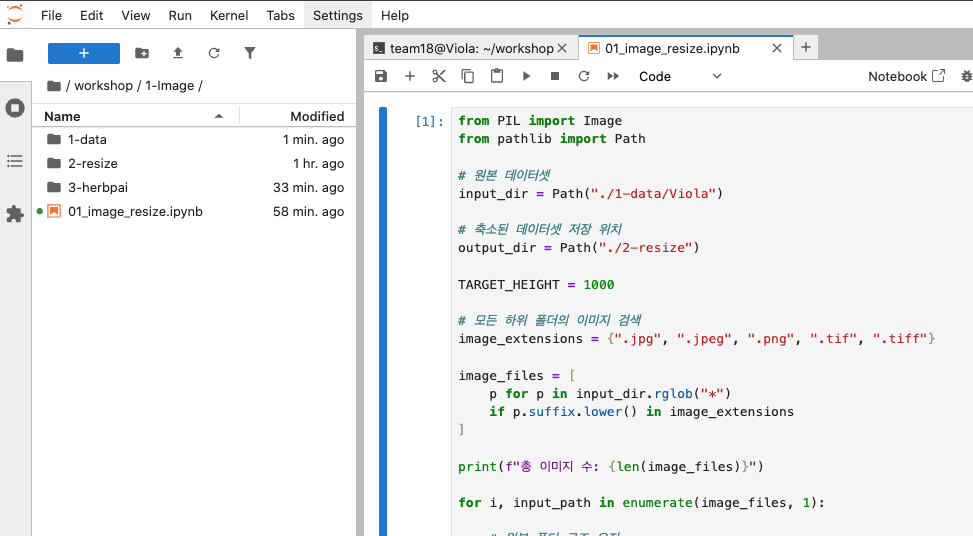 File Edit View Run Kernel Tabs Settings Help
/ workshop / 1-Image /
Name Modified
1-data 1 min. ago
2-resize 1 hr. ago
3-herbpai 33 min. ago
01_image_resize.ipynb 58 min. ago
team18@Viola: ~/workshop
01_image_resize.ipynb
Code
Notebook
[1]:
from PIL import Image
from pathlib import Path
# 원본 데이터셋
input_dir = Path("./1-data/Viola")
# 축소된 데이터셋 저장 위치
output_dir = Path("./2-resize")
TARGET_HEIGHT = 1000
# 모든 하위 폴더의 이미지 검색
image_extensions = {".jpg", ".jpeg", ".png", ".tif", ".tiff"}
image_files = [
    p for p in input_dir.rglob("*")
    if p.suffix.lower() in image_extensions
]
print(f"총 이미지 수: {len(image_files)}")
for i, input_path in enumerate(image_files, 1):